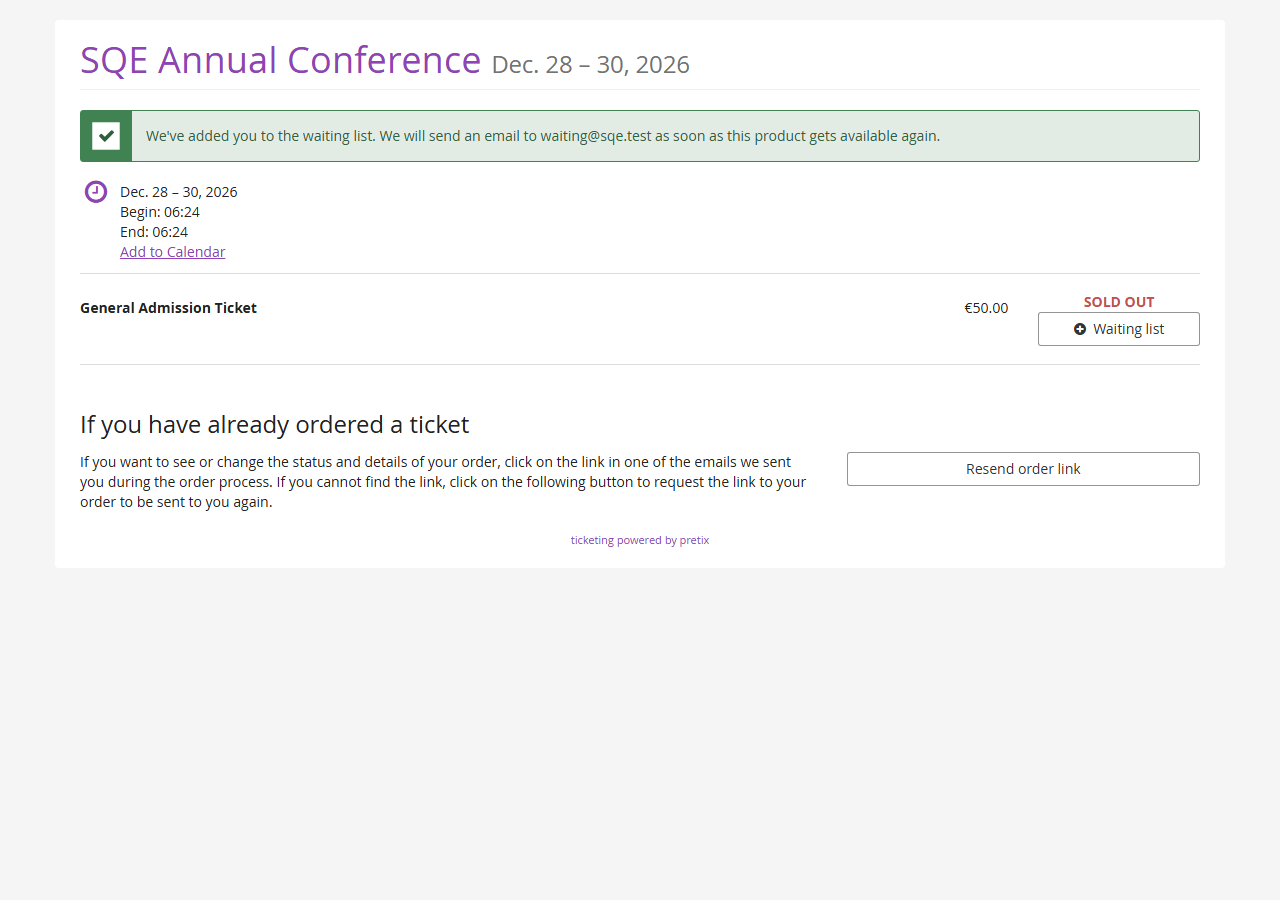 SQE Annual Conference Dec. 28 – 30, 2026
We've added you to the waiting list. We will send an email to waiting@sqe.test as soon as this product gets available again.
Dec. 28 – 30, 2026
Begin: 06:24
End: 06:24
Add to Calendar
General Admission Ticket
€50.00
SOLD OUT
Waiting list
If you have already ordered a ticket
If you want to see or change the status and details of your order, click on the link in one of the emails we sent
you during the order process. If you cannot find the link, click on the following button to request the link to your
order to be sent to you again.
Resend order link
ticketing powered by pretix